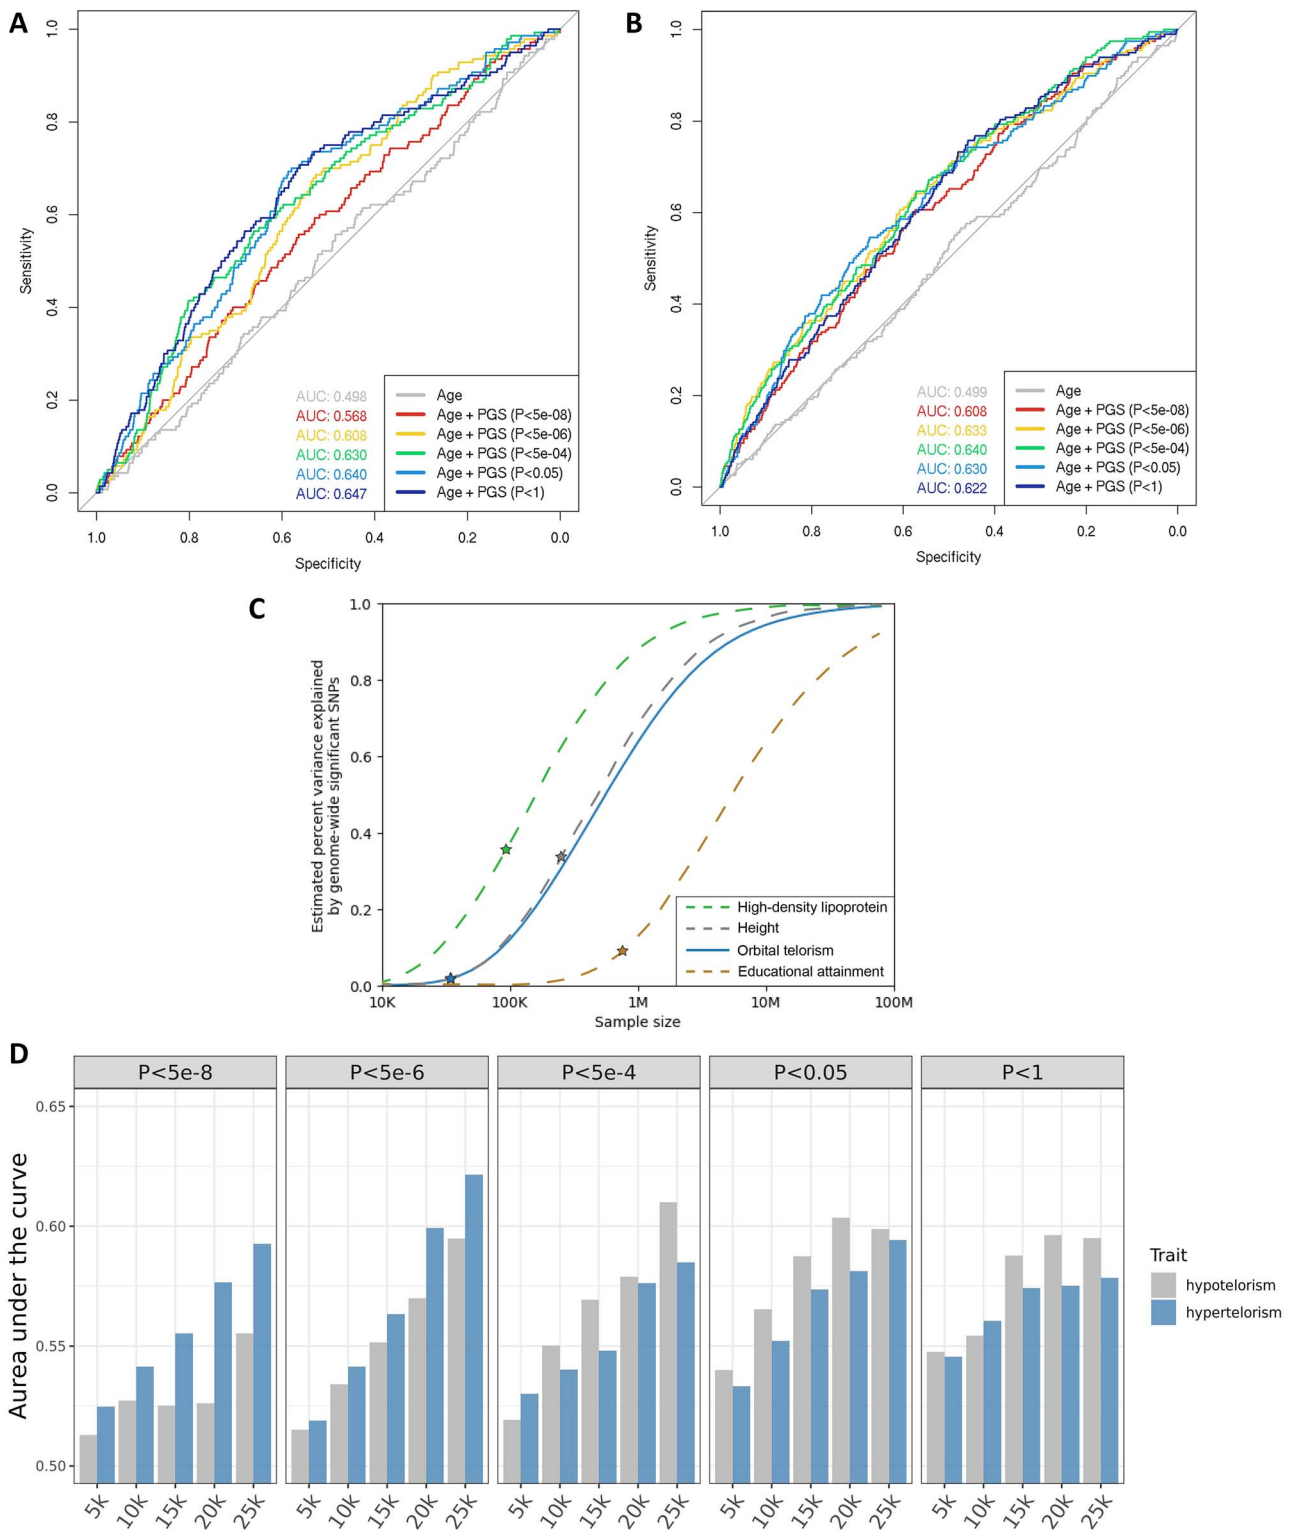 A
1.0
0.8
0.6
0.4
0.2
0.0
Sensitivity
AUC: 0.498
AUC: 0.568
AUC: 0.608
AUC: 0.630
AUC: 0.640
AUC: 0.647
Age
Age + PGS (P<5e-08)
Age + PGS (P<5e-06)
Age + PGS (P<5e-04)
Age + PGS (P<0.05)
Age + PGS (P<1)
1.0 0.8 0.6 0.4 0.2 0.0
Specificity
B
1.0
0.8
0.6
0.4
0.2
0.0
Sensitivity
AUC: 0.499
AUC: 0.608
AUC: 0.633
AUC: 0.640
AUC: 0.630
AUC: 0.622
Age
Age + PGS (P<5e-08)
Age + PGS (P<5e-06)
Age + PGS (P<5e-04)
Age + PGS (P<0.05)
Age + PGS (P<1)
1.0 0.8 0.6 0.4 0.2 0.0
Specificity
C
Estimated percent variance explained
by genome-wide significant SNPs
1.0
0.8
0.6
0.4
0.2
0.0
High-density lipoprotein
Height
Orbital telorism
Educational attainment
10K 100K 1M 10M 100M
Sample size
D
P<5e-8 P<5e-6 P<5e-4 P<0.05 P<1
Aurea under the curve
0.65
0.60
0.55
0.50
5k 10k 15k 20k 25k 5k 10k 15k 20k 25k 5k 10k 15k 20k 25k 5k 10k 15k 20k 25k 5k 10k 15k 20k 25k
Trait
hypotelorism
hypertelorism